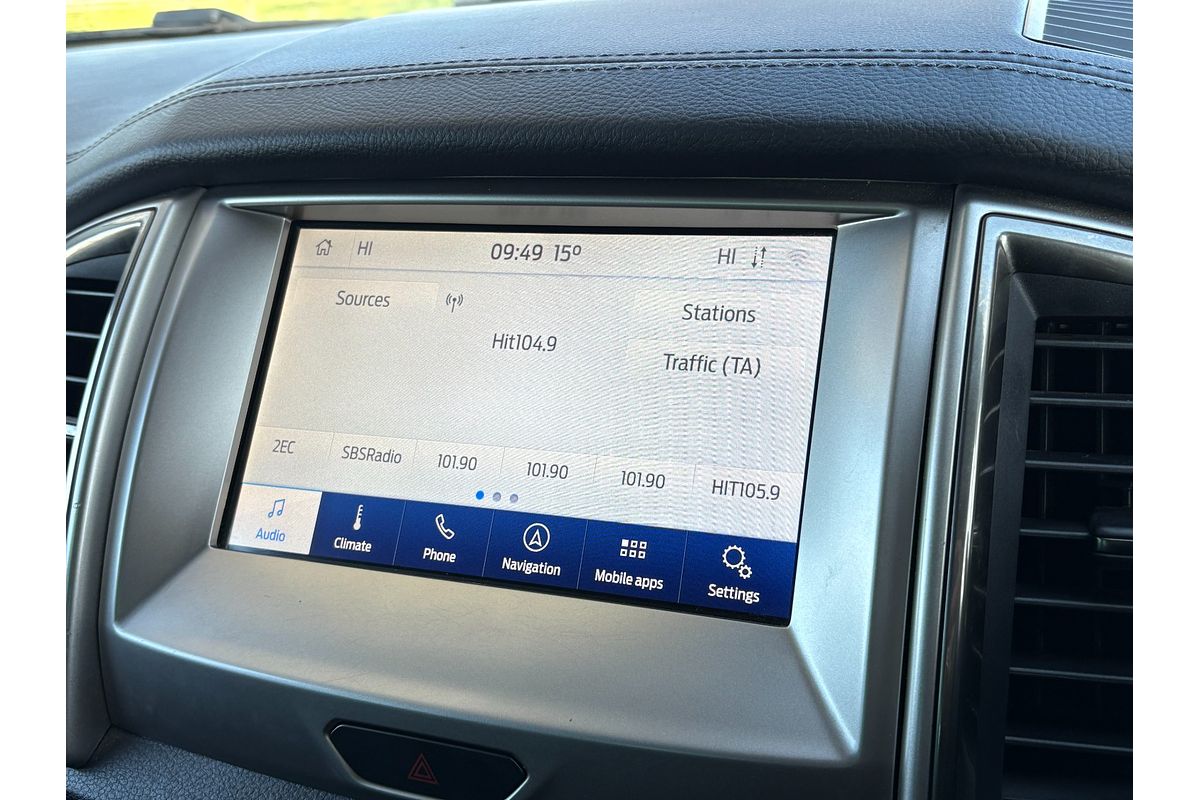 HI 09:49 15° HI
Sources
Stations
Hit104.9
Traffic (TA)
2EC SBSRadio 101.90 101.90 101.90 HIT105.9
Audio Climate Phone Navigation Mobile apps Settings